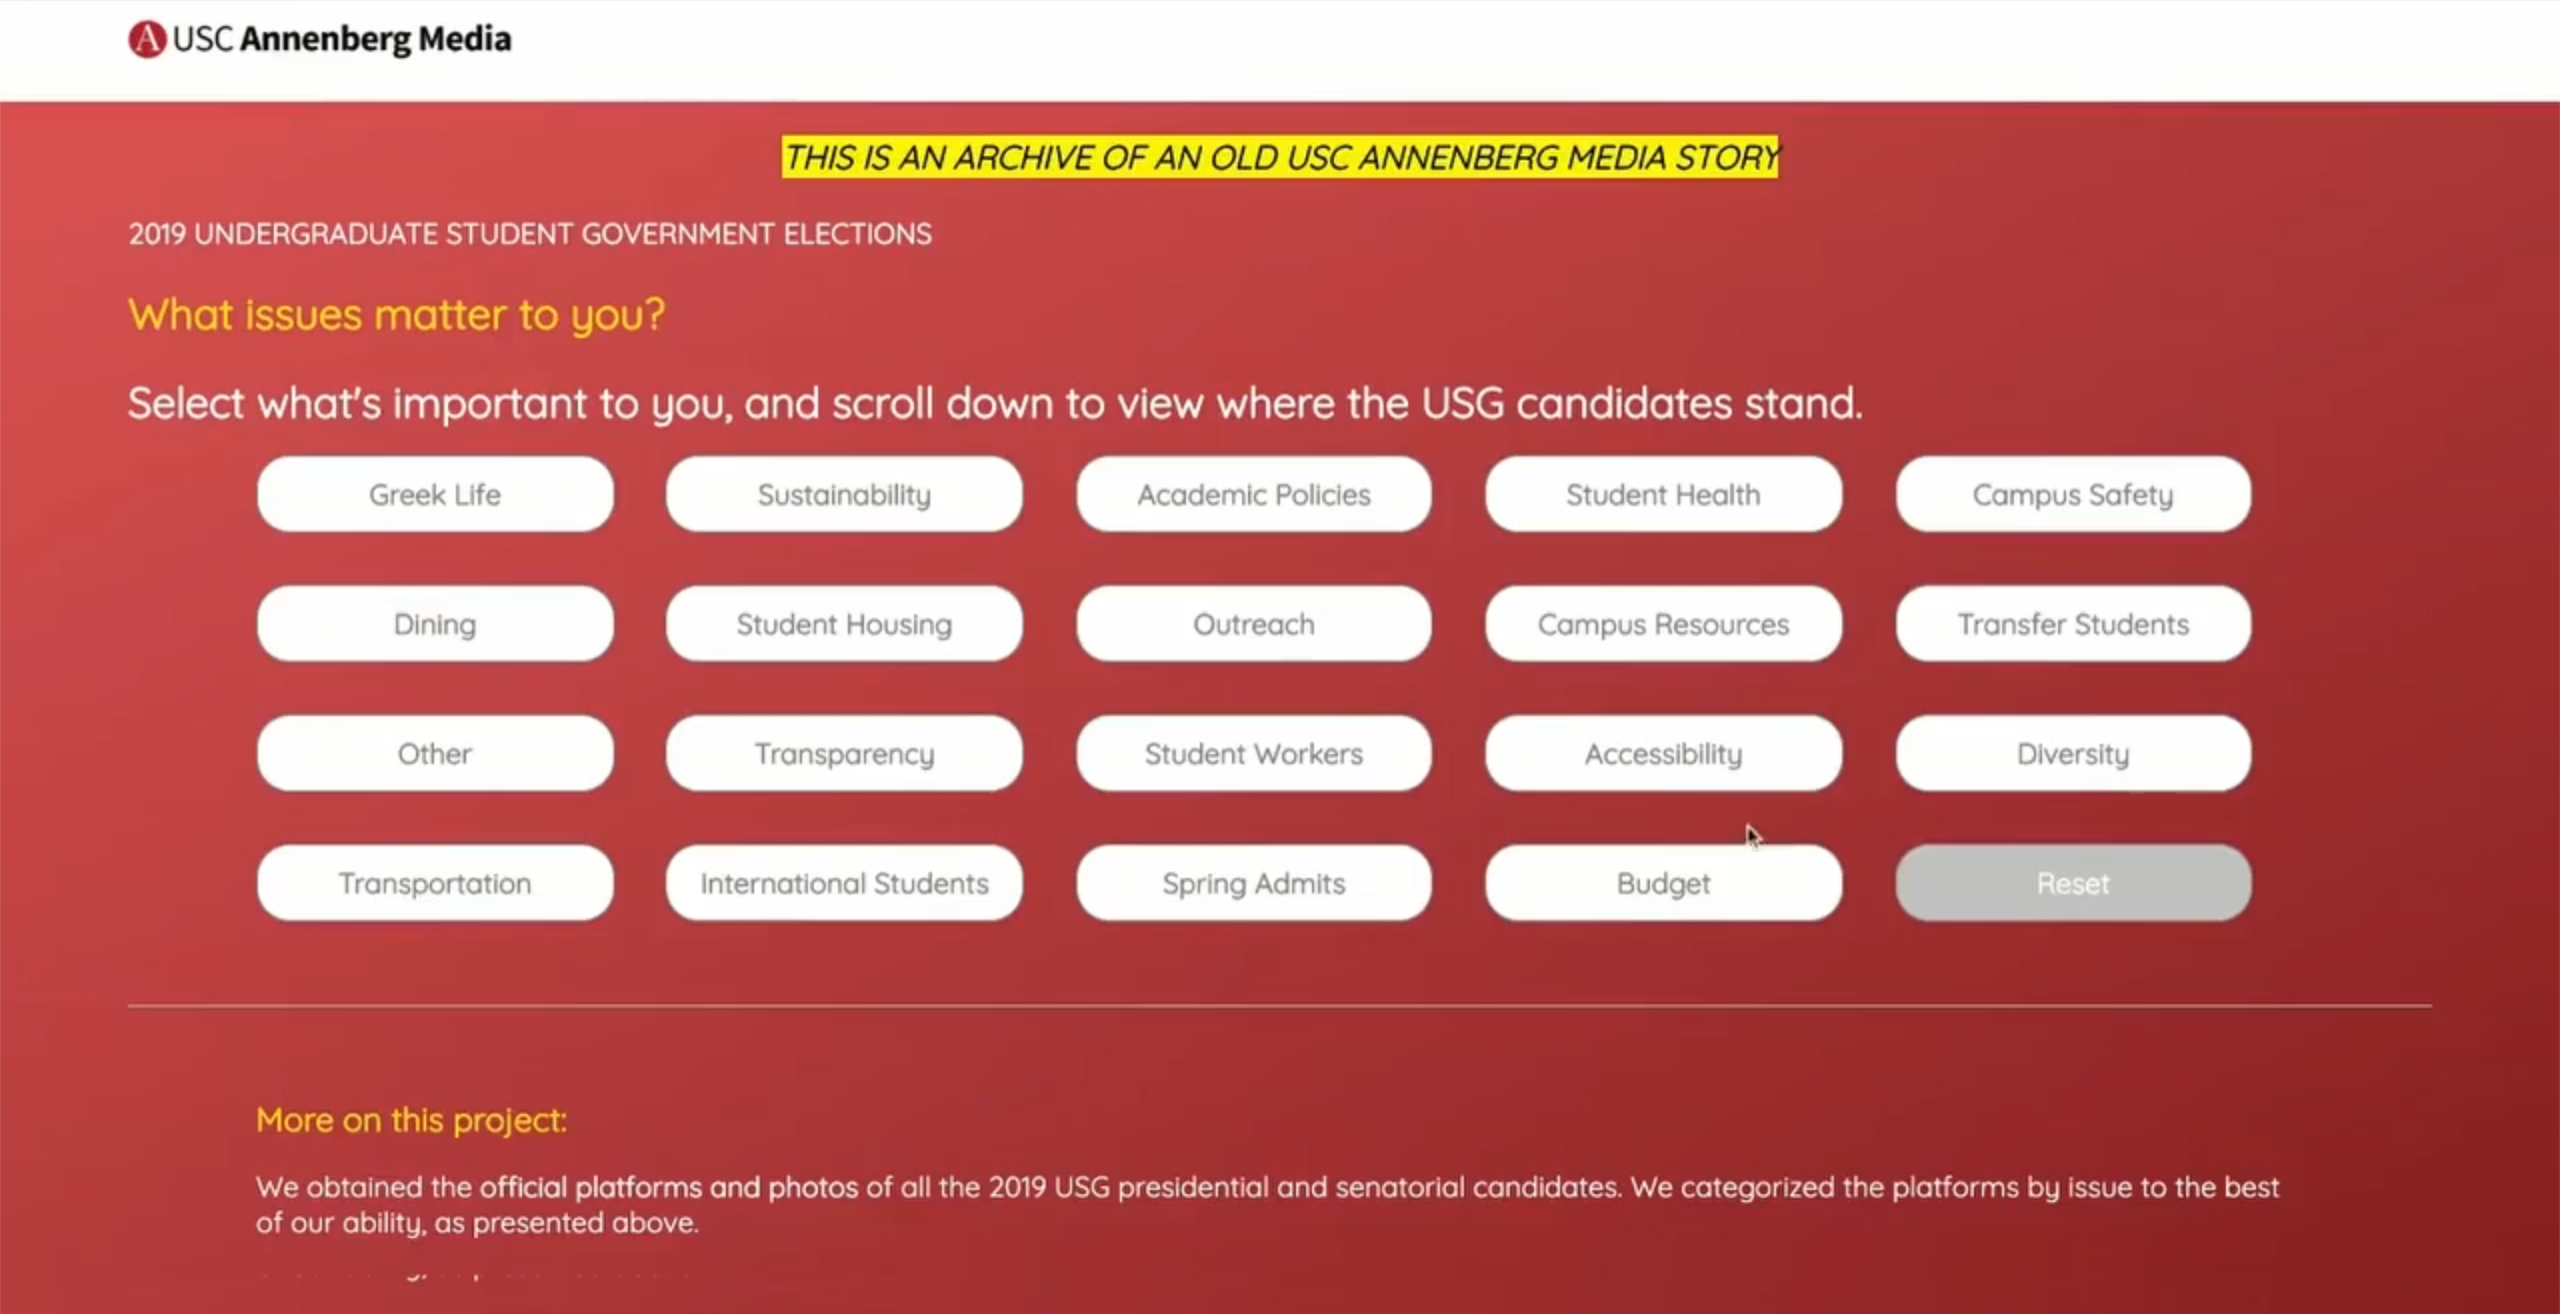 A USC Annenberg Media
THIS IS AN ARCHIVE OF AN OLD USC ANNENBERG MEDIA STORY
2019 UNDERGRADUATE STUDENT GOVERNMENT ELECTIONS
What issues matter to you?
Select what's important to you, and scroll down to view where the USG candidates stand.
Greek Life
Sustainability
Academic Policies
Student Health
Campus Safety
Dining
Student Housing
Outreach
Campus Resources
Transfer Students
Other
Transparency
Student Workers
Accessibility
Diversity
Transportation
International Students
Spring Admits
Budget
Reset
More on this project:
We obtained the official platforms and photos of all the 2019 USG presidential and senatorial candidates. We categorized the platforms by issue to the best
of our ability, as presented above.